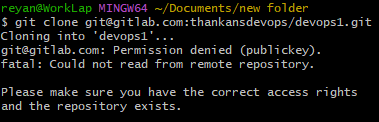 reyan@WorkLap MINGW64 ~/Documents/new folder
$ git clone git@gitlab.com:thankansdevops/devops1.git
Cloning into 'devops1'...
git@gitlab.com: Permission denied (publickey).
fatal: Could not read from remote repository.
Please make sure you have the correct access rights
and the repository exists.